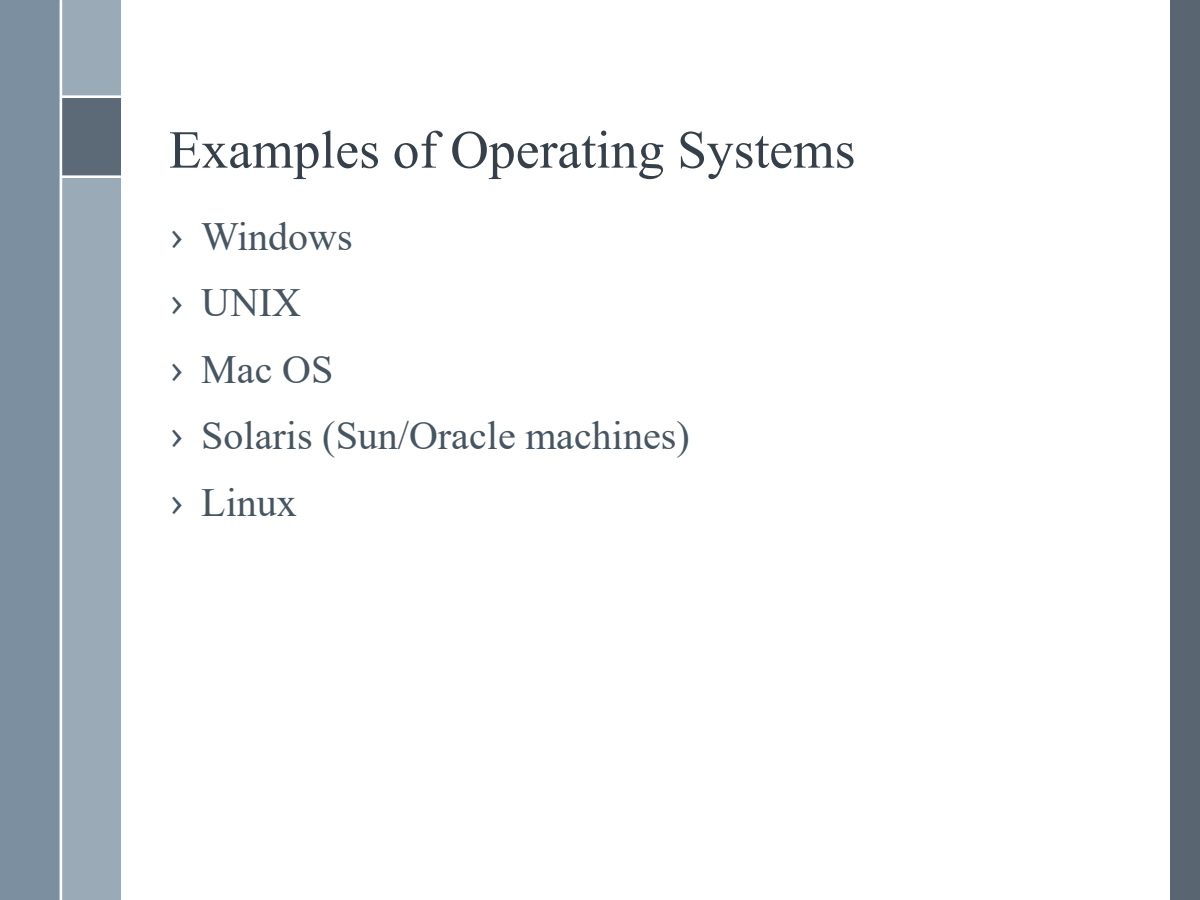 Examples of Operating Systems
› Windows
› UNIX
› Mac OS
› Solaris (Sun/Oracle machines)
› Linux